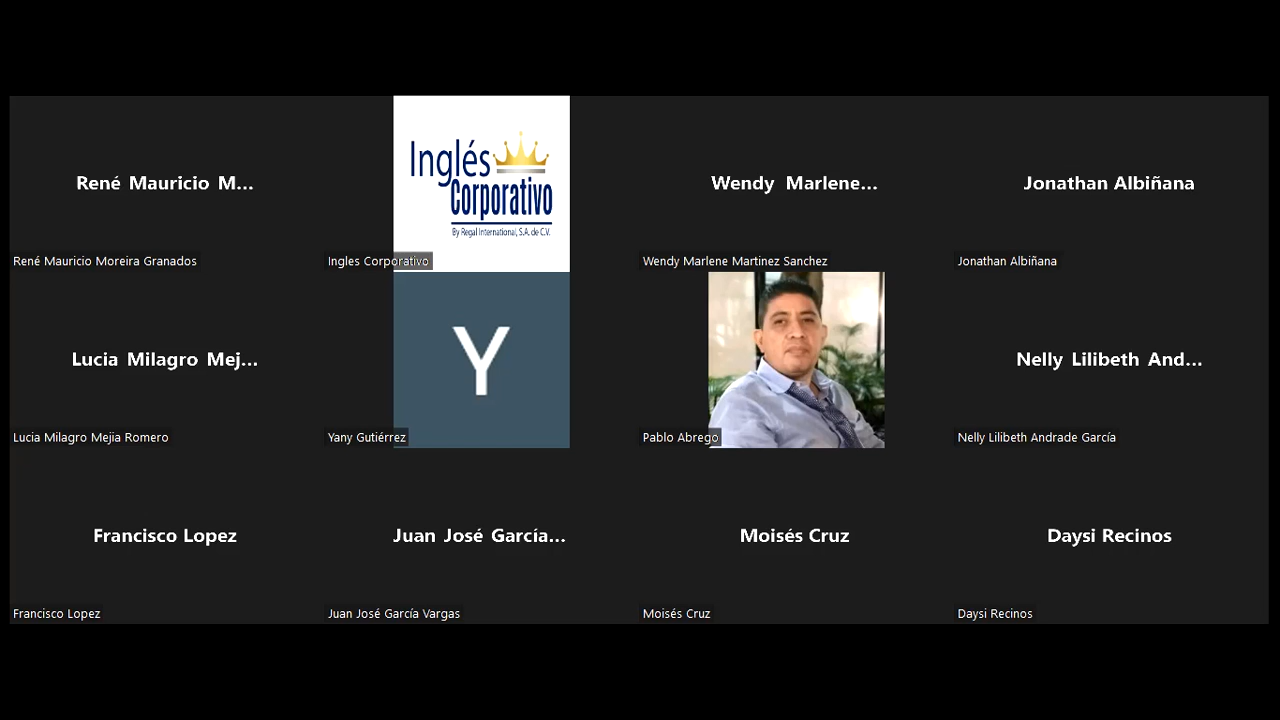 René Mauricio M...
René Mauricio Moreira Granados
Inglés
Corporativo
By Regal International, S.A. de C.V.
Ingles Corporativo
Wendy Marlene...
Wendy Marlene Martinez Sanchez
Jonathan Albiñana
Jonathan Albiñana
Lucia Milagro Mej...
Lucia Milagro Mejia Romero
Y
Yany Gutiérrez
Pablo Abrego
Nelly Lilibeth And...
Nelly Lilibeth Andrade García
Francisco Lopez
Francisco Lopez
Juan José García...
Juan José García Vargas
Moisés Cruz
Moisés Cruz
Daysi Recinos
Daysi Recinos